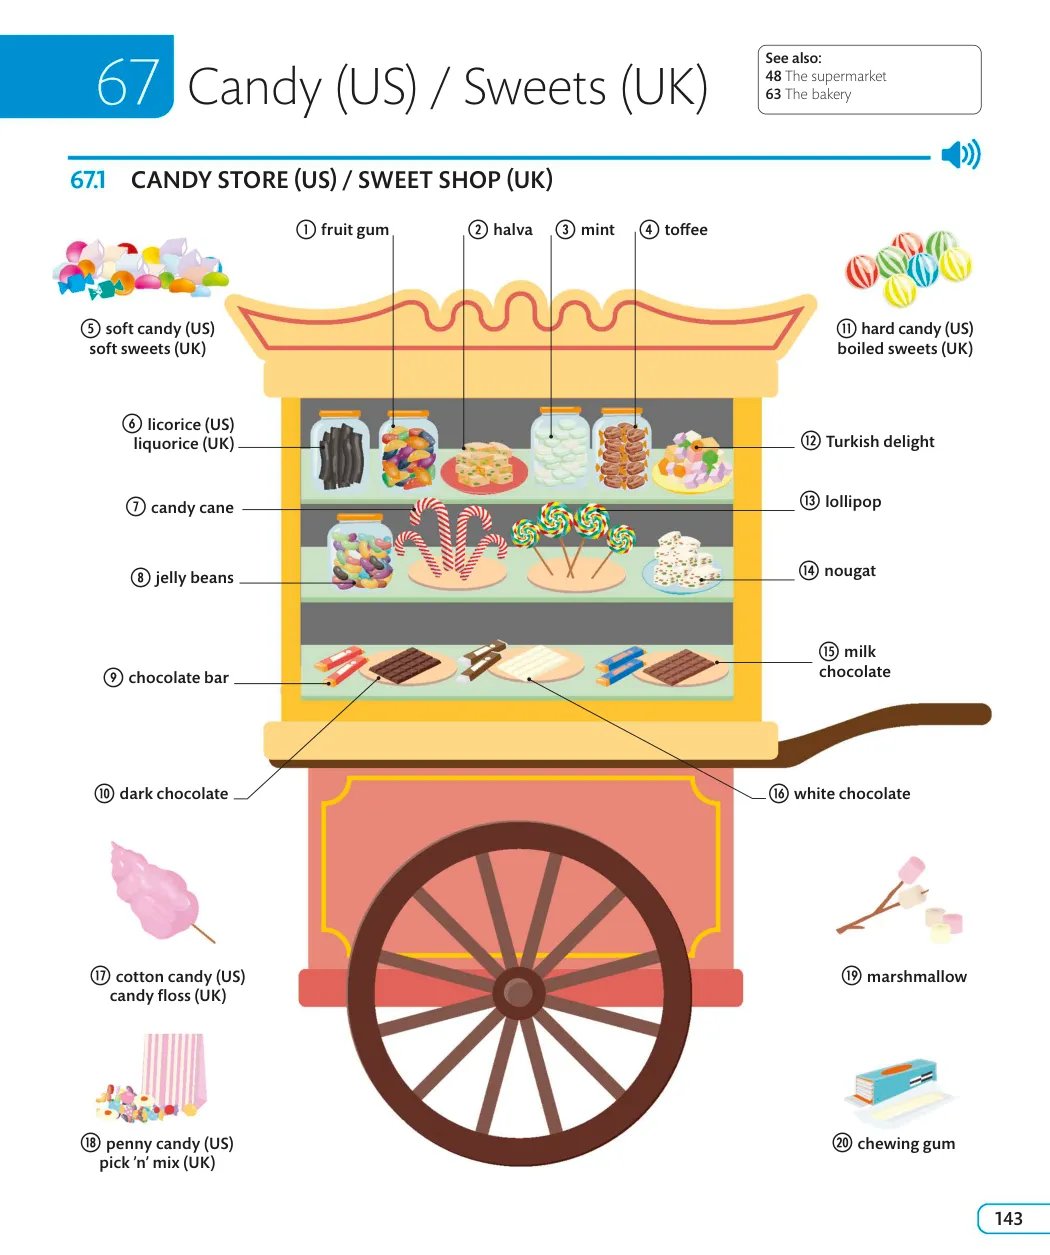 67 Candy (US) / Sweets (UK)
See also:
48 The supermarket
63 The bakery
67.1 CANDY STORE (US) / SWEET SHOP (UK)
1 fruit gum
2 halva
3 mint
4 toffee
5 soft candy (US)
soft sweets (UK)
6 licorice (US)
liquorice (UK)
7 candy cane
8 jelly beans
9 chocolate bar
10 dark chocolate
11 hard candy (US)
boiled sweets (UK)
12 Turkish delight
13 lollipop
14 nougat
15 milk
chocolate
16 white chocolate
17 cotton candy (US)
candy floss (UK)
18 penny candy (US)
pick 'n' mix (UK)
19 marshmallow
20 chewing gum
143